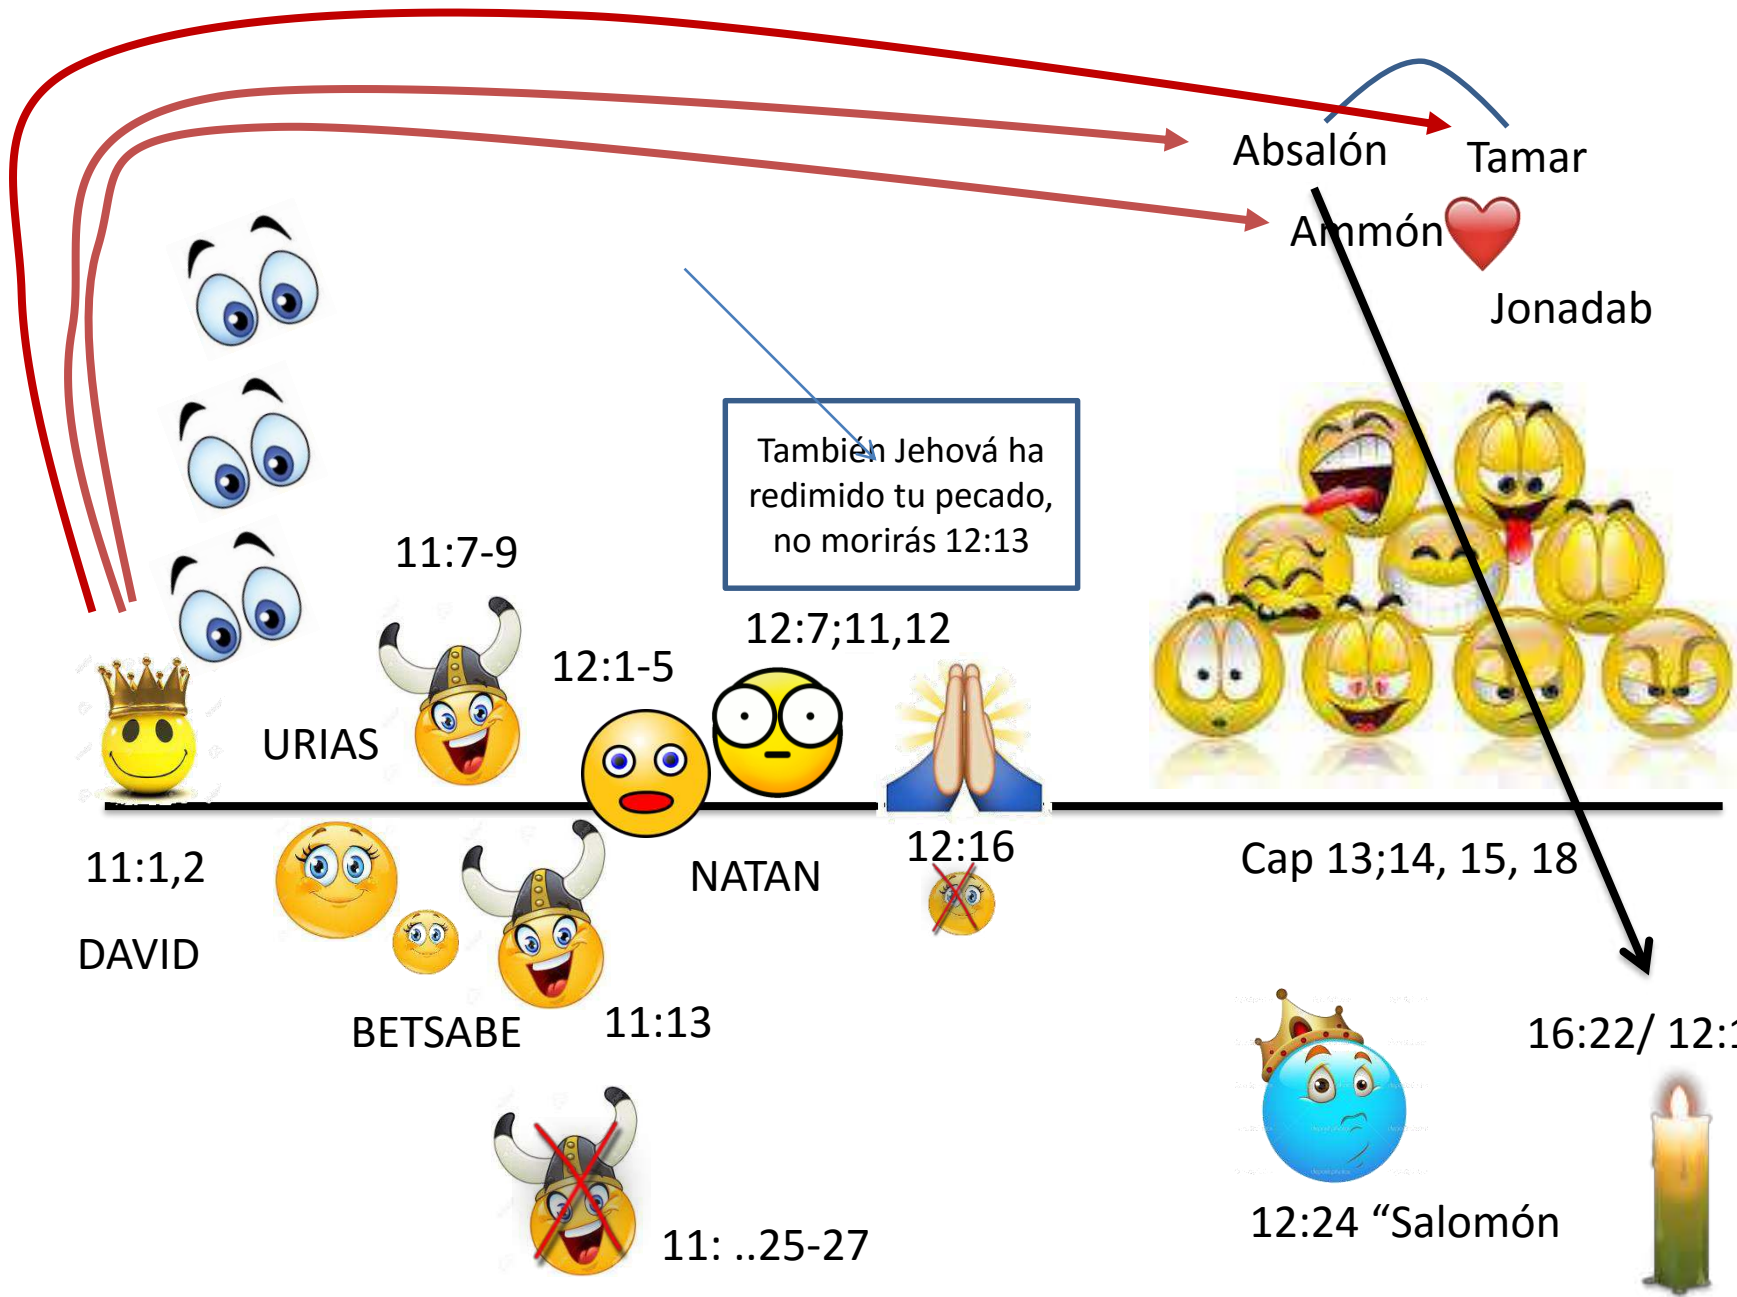 Absalón
Tamar
Ammón
Jonadab
También Jehová ha
redimido tu pecado,
no morirás 12:13
11:7-9
12:7;11,12
12:1-5
URIAS
11:1,2
NATAN
12:16
Cap 13;14, 15, 18
DAVID
BETSABE
11:13
16:22/ 12:1
12:24 “Salomón
11: ..25-27